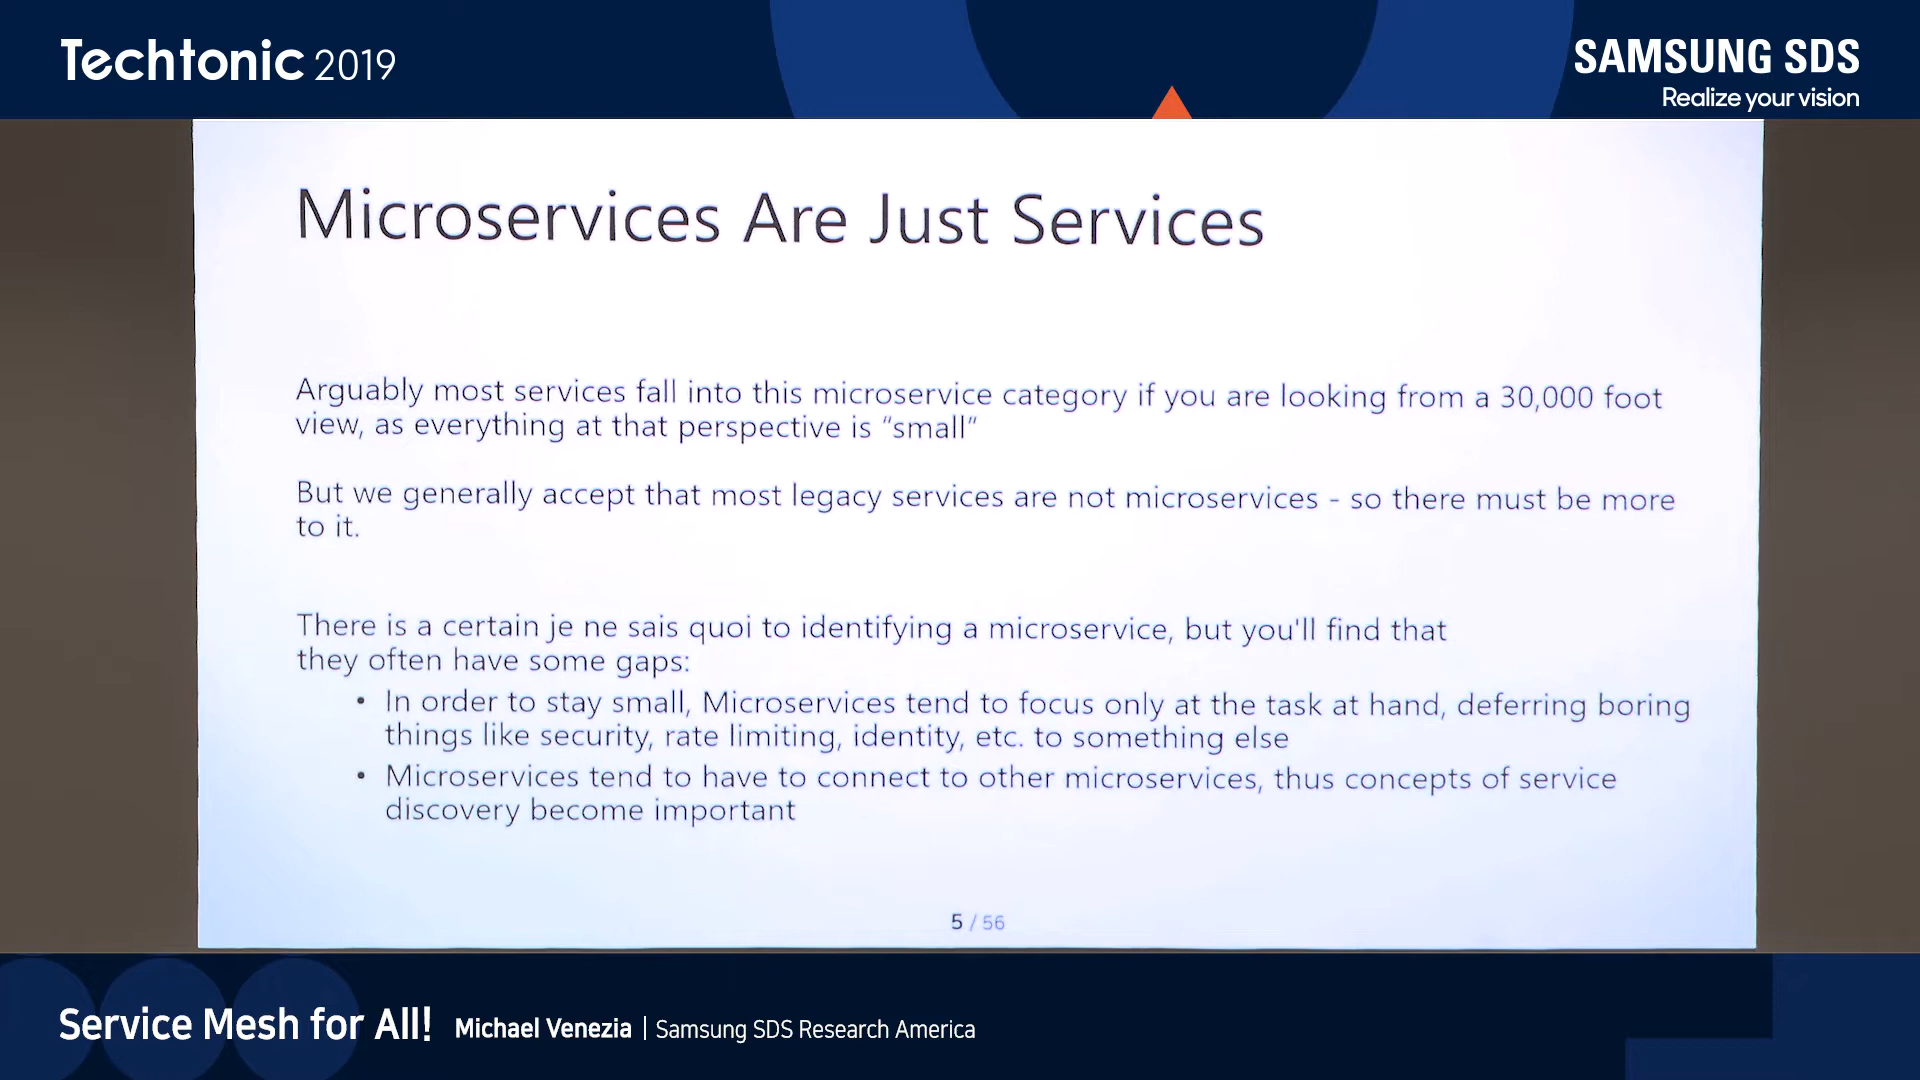 Techtonic 2019
SAMSUNG SDS
Realize your vision
Microservices Are Just Services
Arguably most services fall into this microservice category if you are looking from a 30,000 foot
view, as everything at that perspective is “small”
But we generally accept that most legacy services are not microservices - so there must be more
to it.
There is a certain je ne sais quoi to identifying a microservice, but you'll find that
they often have some gaps:
• In order to stay small, Microservices tend to focus only at the task at hand, deferring boring
things like security, rate limiting, identity, etc. to something else
• Microservices tend to have to connect to other microservices, thus concepts of service
discovery become important
5 / 56
Service Mesh for All! Michael Venezia | Samsung SDS Research America